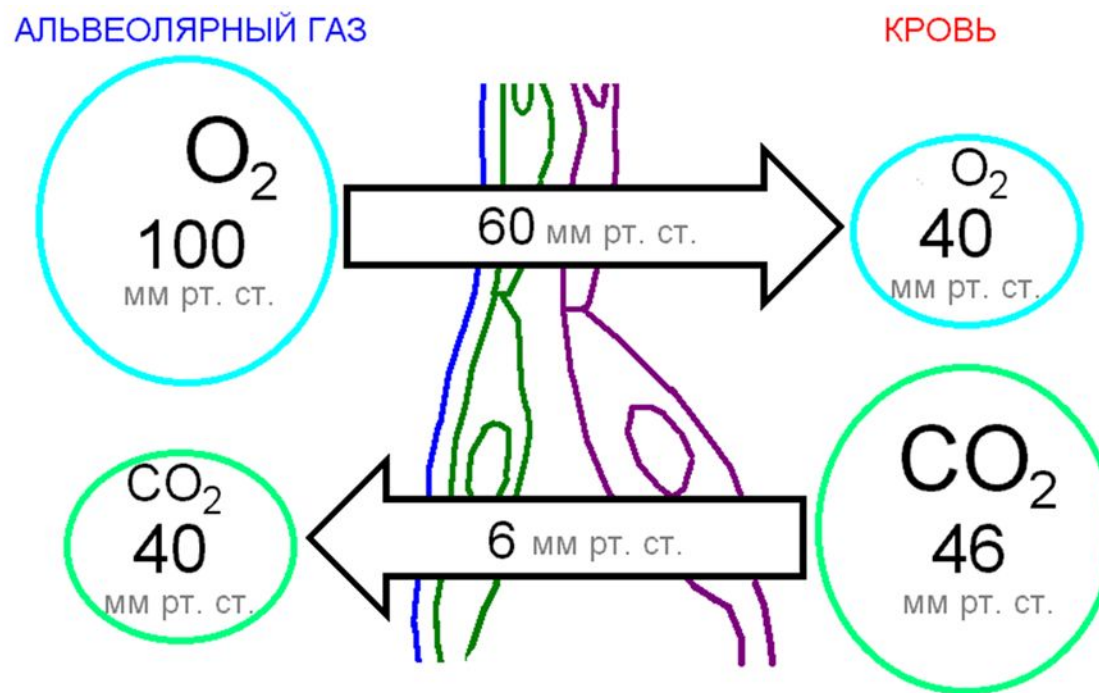 АЛЬВЕОЛЯРНЫЙ ГАЗ
КРОВЬ
O₂
100
мм рт. ст.
60 мм рт. ст.
O₂
40
мм рт. ст.
CO₂
40
мм рт. ст.
6 мм рт. ст.
CO₂
46
мм рт. ст.